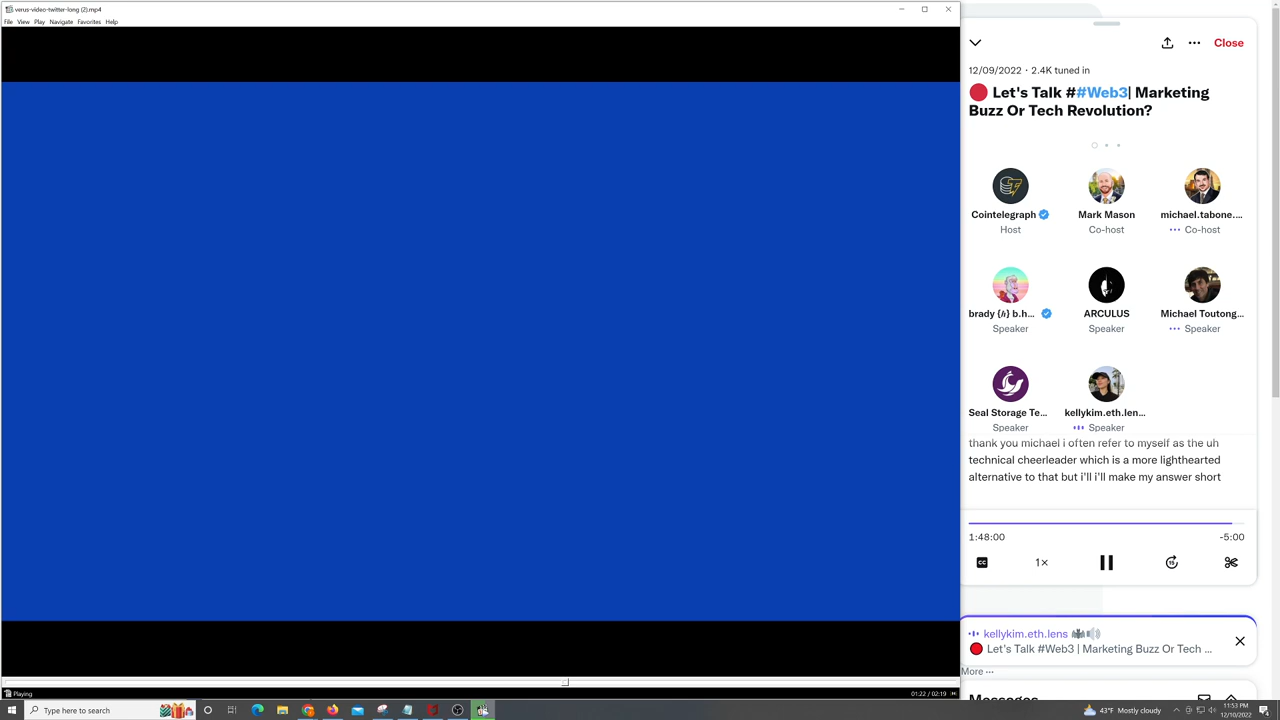 verus-video-twitter-long (2).mp4
File View Play Navigate Favorites Help
Close
12/09/2022 · 2.4K tuned in
Let's Talk ##Web3| Marketing
Buzz Or Tech Revolution?
Cointelegraph
Host
Mark Mason
Co-host
michael.tabone....
Co-host
brady {ℏ} b.h...
Speaker
ARCULUS
Speaker
Michael Toutong...
Speaker
Seal Storage Te...
Speaker
kellykim.eth.len...
Speaker
thank you michael i often refer to myself as the uh
technical cheerleader which is a more lighthearted
alternative to that but i'll i'll make my answer short
1:48:00
-5:00
CC
1×
15
kellykim.eth.lens
Let's Talk #Web3 | Marketing Buzz Or Tech ...
More ···
Messages
Playing
01:22 / 02:19
Type here to search
43°F Mostly cloudy
11:53 PM
12/10/2022